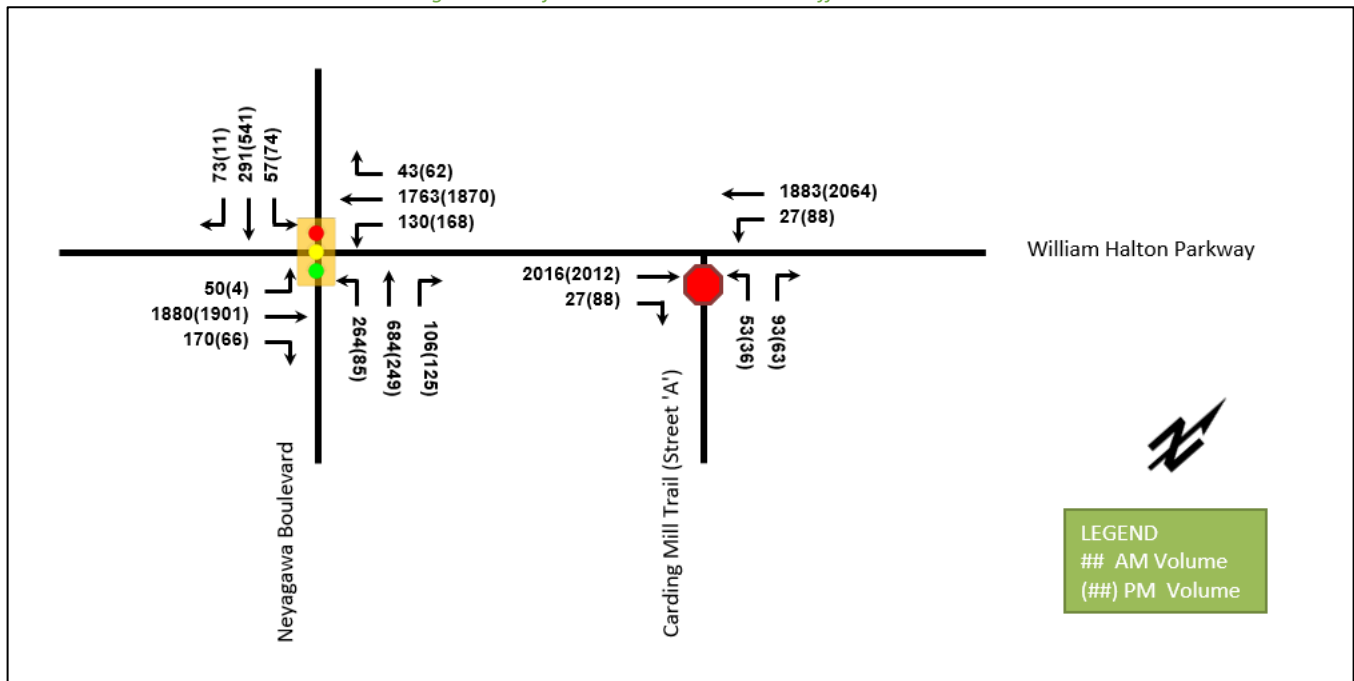 73(11)
291(541)
57(74)
43(62)
1763(1870)
130(168)
50(4)
1880(1901)
170(66)
264(85)
684(249)
106(125)
Neyagawa Boulevard
1883(2064)
27(88)
2016(2012)
27(88)
53(36)
93(63)
Carding Mill Trail (Street 'A')
William Halton Parkway
N
LEGEND
## AM Volume
(##) PM Volume